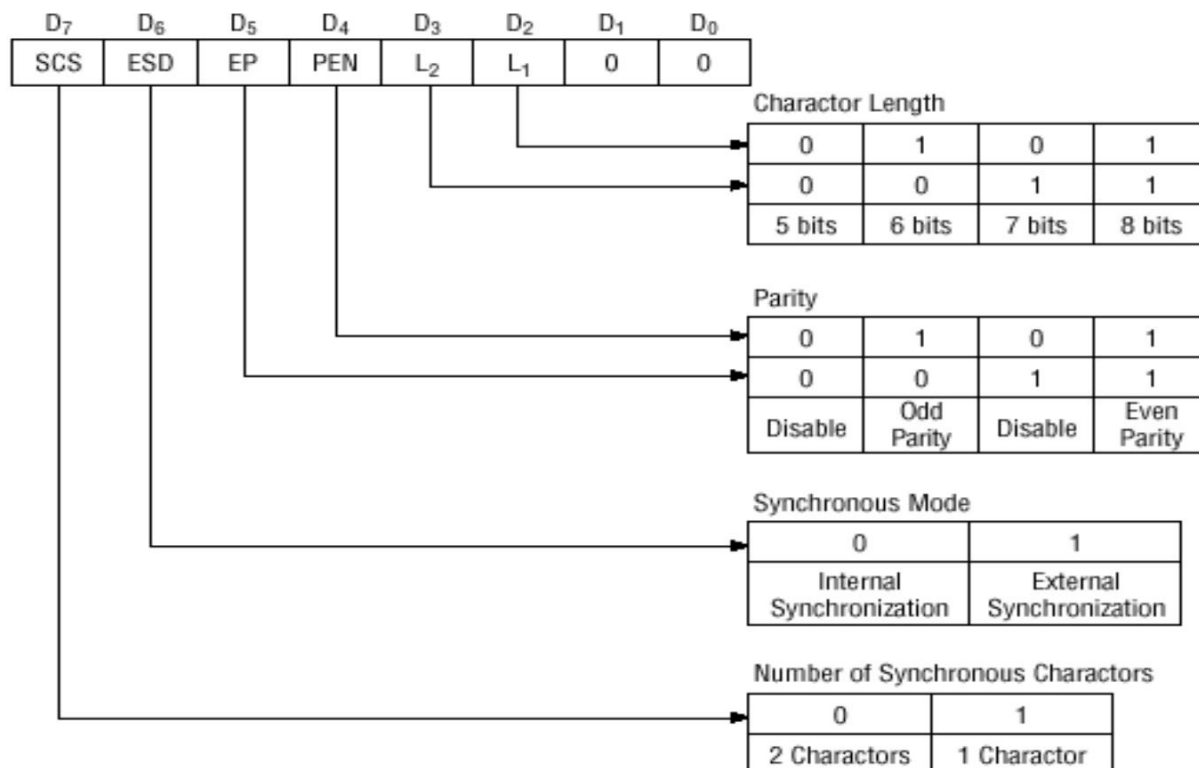 D7 D6 D5 D4 D3 D2 D1 D0
SCS ESD EP PEN L2 L1 0 0
Charactor Length
0 1 0 1
0 0 1 1
5 bits 6 bits 7 bits 8 bits
Parity
0 1 0 1
0 0 1 1
Disable Odd Parity Disable Even Parity
Synchronous Mode
0 1
Internal Synchronization External Synchronization
Number of Synchronous Charactors
0 1
2 Charactors 1 Charactor